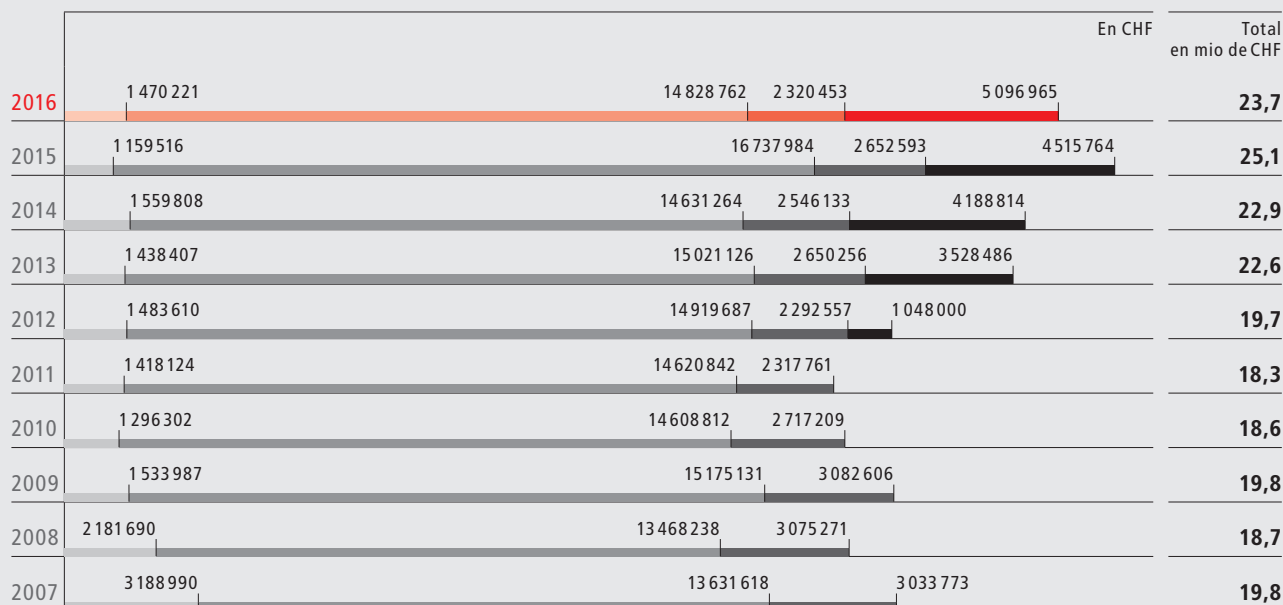 En CHF Total
en mio de CHF
2016 1 470 221 14 828 762 2 320 453 5 096 965 23,7
2015 1 159 516 16 737 984 2 652 593 4 515 764 25,1
2014 1 559 808 14 631 264 2 546 133 4 188 814 22,9
2013 1 438 407 15 021 126 2 650 256 3 528 486 22,6
2012 1 483 610 14 919 687 2 292 557 1 048 000 19,7
2011 1 418 124 14 620 842 2 317 761 18,3
2010 1 296 302 14 608 812 2 717 209 18,6
2009 1 533 987 15 175 131 3 082 606 19,8
2008 2 181 690 13 468 238 3 075 271 18,7
2007 3 188 990 13 631 618 3 033 773 19,8